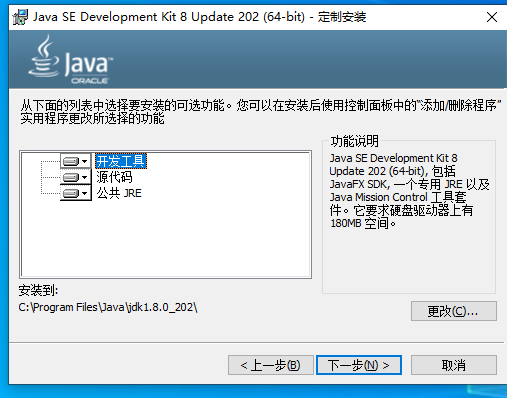 Java SE Development Kit 8 Update 202 (64-bit) - 定制安装
Java
ORACLE
从下面的列表中选择要安装的可选功能。您可以在安装后使用控制面板中的“添加/删除程序”
实用程序更改所选择的功能
开发工具
源代码
公共 JRE
功能说明
Java SE Development Kit 8
Update 202 (64-bit), 包括
JavaFX SDK, 一个专用 JRE 以及
Java Mission Control 工具套
件。它要求硬盘驱动器上有
180MB 空间。
安装到:
C:\Program Files\Java\jdk1.8.0_202\
更改(C)...
< 上一步(B)
下一步(N) >
取消